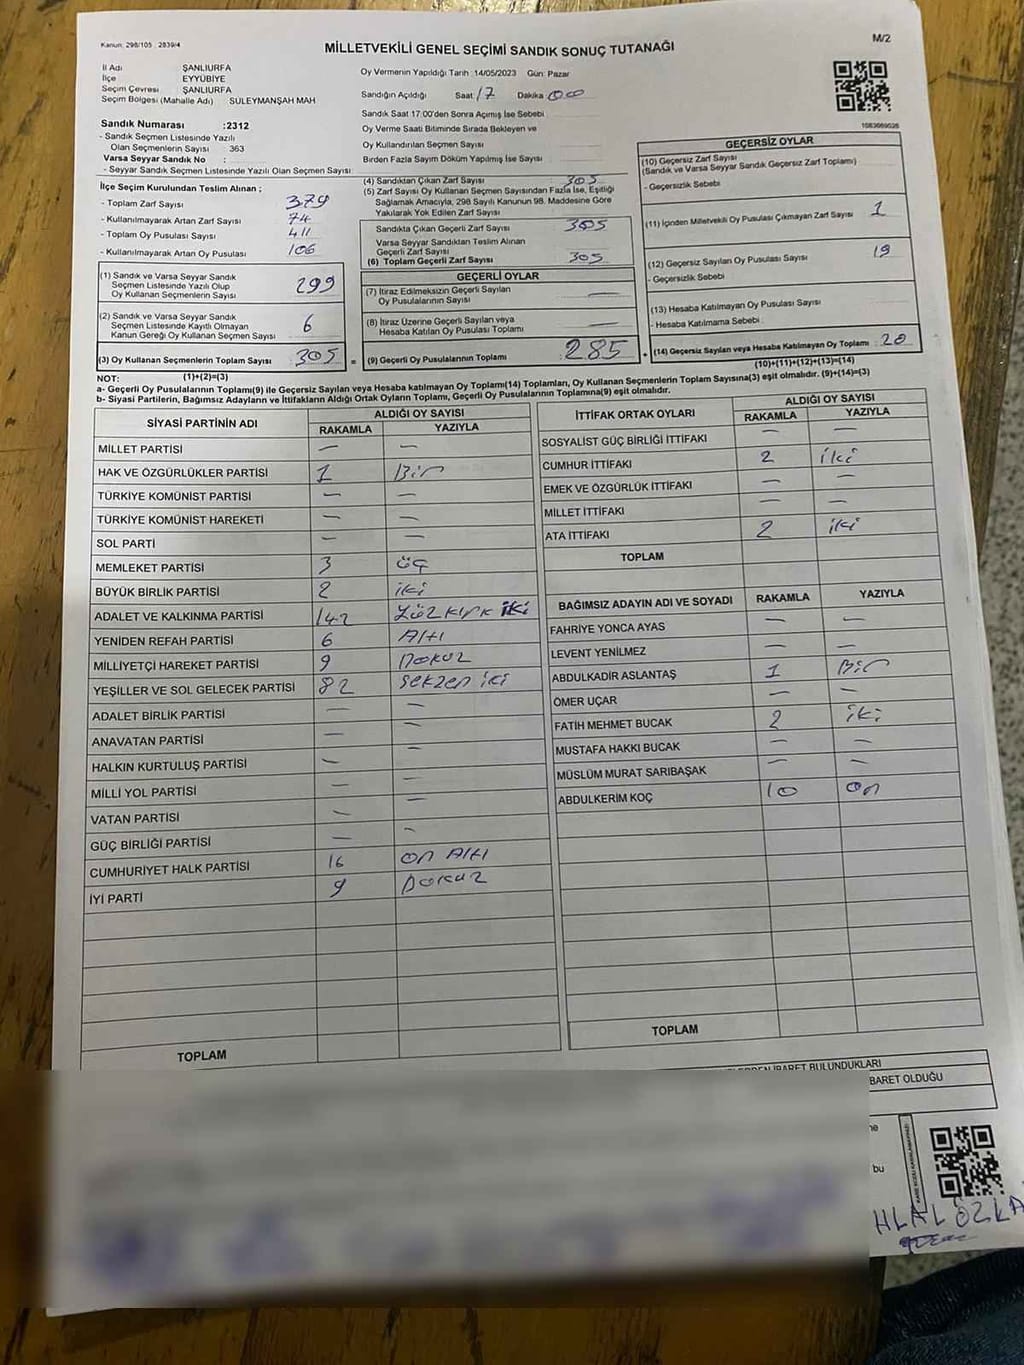 Kanun: 298/105 2839/4
M/2
MİLLETVEKİLİ GENEL SEÇİMİ SANDIK SONUÇ TUTANAĞI
İl Adı : ŞANLIURFA
İlçe : EYYÜBİYE
Seçim Çevresi : ŞANLIURFA
Seçim Bölgesi (Mahalle Adı) : SÜLEYMANŞAH MAH
Sandık Numarası :2312
- Sandık Seçmen Listesinde Yazılı
Olan Seçmenlerin Sayısı : 363
Varsa Seyyar Sandık No :
- Seyyar Sandık Seçmen Listesinde Yazılı Olan Seçmen Sayısı:
Oy Vermenin Yapıldığı Tarih :14/05/2023 Gün: Pazar
Sandığın Açıldığı Saat 17 Dakika 00
Sandık Saat 17.00'den Sonra Açımış İse Sebebi :
Oy Verme Saati Bitiminde Sırada Bekleyen ve
Oy Kullandırılan Seçmen Sayısı :
Birden Fazla Sayım Döküm Yapılmış İse Sayısı :
İlçe Seçim Kurulundan Teslim Alınan ;
- Toplam Zarf Sayısı : 379
- Kullanılmayarak Artan Zarf Sayısı : 74
- Toplam Oy Pusulası Sayısı : 411
- Kullanılmayarak Artan Oy Pusulası : 106
(1) Sandık ve Varsa Seyyar Sandık
Seçmen Listesinde Yazılı Olup
Oy Kullanan Seçmenlerin Sayısı 299
(2) Sandık ve Varsa Seyyar Sandık
Seçmen Listesinde Kayıtlı Olmayan
Kanun Gereği Oy Kullanan Seçmen Sayısı 6
(3) Oy Kullanan Seçmenlerin Toplam Sayısı 305 =
(1)+(2)=(3)
(4) Sandıktan Çıkan Zarf Sayısı : 305
(5) Zarf Sayısı Oy Kullanan Seçmen Sayısından Fazla İse, Eşitliği
Sağlamak Amacıyla, 298 Sayılı Kanunun 98. Maddesine Göre
Yakılarak Yok Edilen Zarf Sayısı :
Sandıkta Çıkan Geçerli Zarf Sayısı 305
Varsa Seyyar Sandıktan Teslim Alınan
Geçerli Zarf Sayısı
(6) Toplam Geçerli Zarf Sayısı 305
GEÇERLİ OYLAR
(7) İtiraz Edilmeksizin Geçerli Sayılan
Oy Pusulasının Sayısı —
(8) İtiraz Üzerine Geçerli Sayılan veya
Hesaba Katılan Oy Pusulası Toplamı —
(9) Geçerli Oy Pusulalarının Toplamı 285 +
GEÇERSİZ OYLAR
(10) Geçersiz Zarf Sayısı
(Sandık ve Varsa Seyyar Sandık Geçersiz Zarf Toplamı)
- Geçersizlik Sebebi
(11) İçinden Milletvekili Oy Pusulası Çıkmayan Zarf Sayısı 1
(12) Geçersiz Sayılan Oy Pusulası Sayısı 19
- Geçersizlik Sebebi
(13) Hesaba Katılmayan Oy Pusulası Sayısı
- Hesaba Katılmama Sebebi :
(14) Geçersiz Sayılan veya Hesaba Katılmayan Oy Toplamı : 20
(10)+(11)+(12)+(13)=(14)
NOT:
a- Geçerli Oy Pusulalarının Toplamı(9) ile Geçersiz Sayılan veya Hesaba katılmayan Oy Toplamı(14) Toplamları, Oy Kullanan Seçmenlerin Toplam Sayısına(3) eşit olmalıdır. (9)+(14)=(3)
b- Siyasi Partilerin, Bağımsız Adayların ve İttifakların Aldığı Ortak Oyların Toplamı, Geçerli Oy Pusulalarının Toplamına(9) eşit olmalıdır.
SİYASİ PARTİNİN ADI ALDIĞI OY SAYISI
RAKAMLA YAZIYLA
MİLLET PARTİSİ — —
HAK VE ÖZGÜRLÜKLER PARTİSİ 1 Bir
TÜRKİYE KOMÜNİST PARTİSİ — —
TÜRKİYE KOMÜNİST HAREKETİ — —
SOL PARTİ — —
MEMLEKET PARTİSİ 3 üç
BÜYÜK BİRLİK PARTİSİ 2 iki
ADALET VE KALKINMA PARTİSİ 142 Yüz kırk iki
YENİDEN REFAH PARTİSİ 6 Altı
MİLLİYETÇİ HAREKET PARTİSİ 9 Dokuz
YEŞİLLER VE SOL GELECEK PARTİSİ 82 seksen iki
ADALET BİRLİK PARTİSİ — —
ANAVATAN PARTİSİ — —
HALKIN KURTULUŞ PARTİSİ — —
MİLLİ YOL PARTİSİ — —
VATAN PARTİSİ — —
GÜÇ BİRLİĞİ PARTİSİ — —
CUMHURİYET HALK PARTİSİ 16 on Altı
İYİ PARTİ 9 Dokuz
TOPLAM
İTTİFAK ORTAK OYLARI ALDIĞI OY SAYISI
RAKAMLA YAZIYLA
SOSYALİST GÜÇ BİRLİĞİ İTTİFAKI — —
CUMHUR İTTİFAKI 2 iki
EMEK VE ÖZGÜRLÜK İTTİFAKI — —
MİLLET İTTİFAKI — —
ATA İTTİFAKI 2 iki
TOPLAM
BAĞIMSIZ ADAYIN ADI VE SOYADI RAKAMLA YAZIYLA
FAHRİYE YONCA AYAS — —
LEVENT YENİLMEZ — —
ABDULKADİR ASLANTAŞ 1 Bir
ÖMER UÇAR — —
FATİH MEHMET BUCAK 2 iki
MUSTAFA HAKKI BUCAK — —
MÜSLÜM MURAT SARIBAŞAK — —
ABDULKERİM KOÇ 10 on
TOPLAM
İBARET BULUNDUKLARI
BARET OLDUĞU
ne
bu